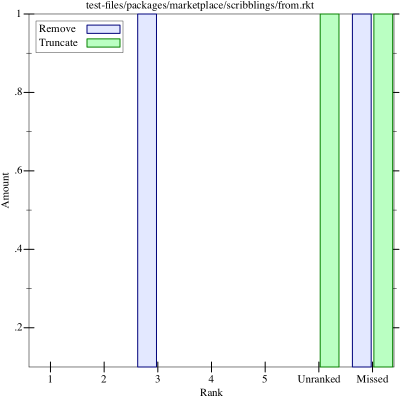 test-files/packages/marketplace/scribblings/from.rkt
Remove
Truncate
1
.8
.6
.4
.2
Amount
1 2 3 4 5 Unranked Missed
Rank